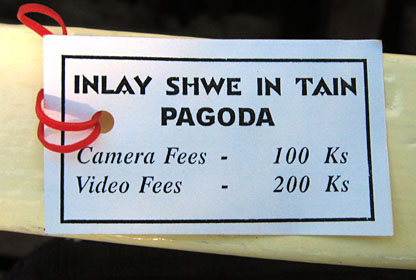 INLAY SHWE IN TAIN
PAGODA
Camera Fees - 100 Ks
Video Fees - 200 Ks